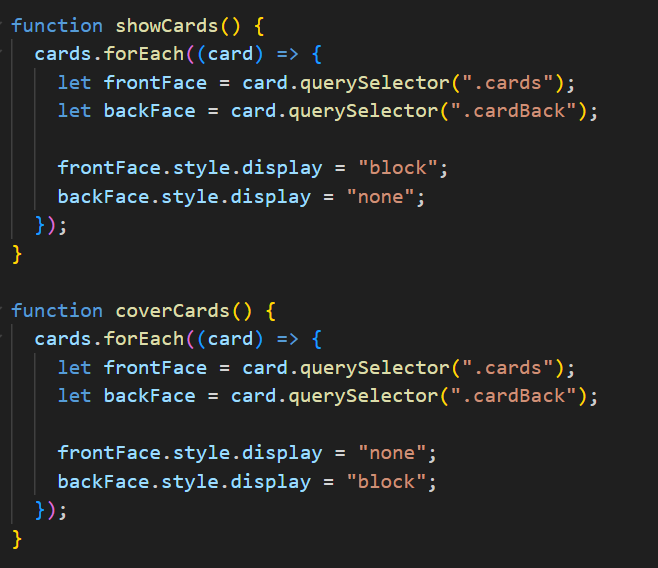 function showCards() {
  cards.forEach((card) => {
    let frontFace = card.querySelector(".cards");
    let backFace = card.querySelector(".cardBack");

    frontFace.style.display = "block";
    backFace.style.display = "none";
  });
}

function coverCards() {
  cards.forEach((card) => {
    let frontFace = card.querySelector(".cards");
    let backFace = card.querySelector(".cardBack");

    frontFace.style.display = "none";
    backFace.style.display = "block";
  });
}